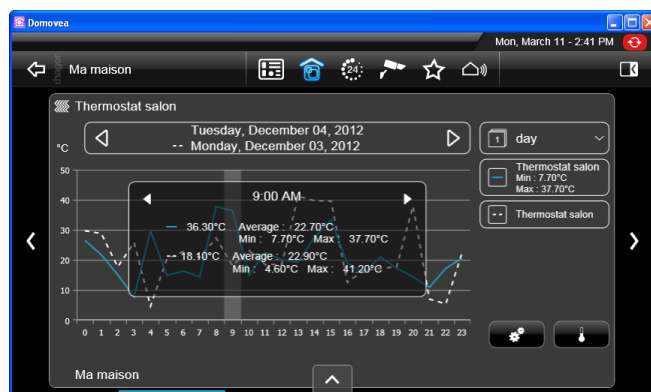 Domovea
Mon, March 11 - 2:41 PM
:hager
Ma maison
24
Thermostat salon
°C
Tuesday, December 04, 2012
-- Monday, December 03, 2012
1 day
Thermostat salon
Min : 7.70°C
Max : 37.70°C
Thermostat salon
50
40
30
20
10
0
9:00 AM
36.30°C Average : 22.70°C
Min : 7.70°C Max : 37.70°C
18.10°C Average : 22.90°C
Min : 4.60°C Max : 41.20°C
0 1 2 3 4 5 6 7 8 9 10 11 12 13 14 15 16 17 18 19 20 21 22 23
Ma maison